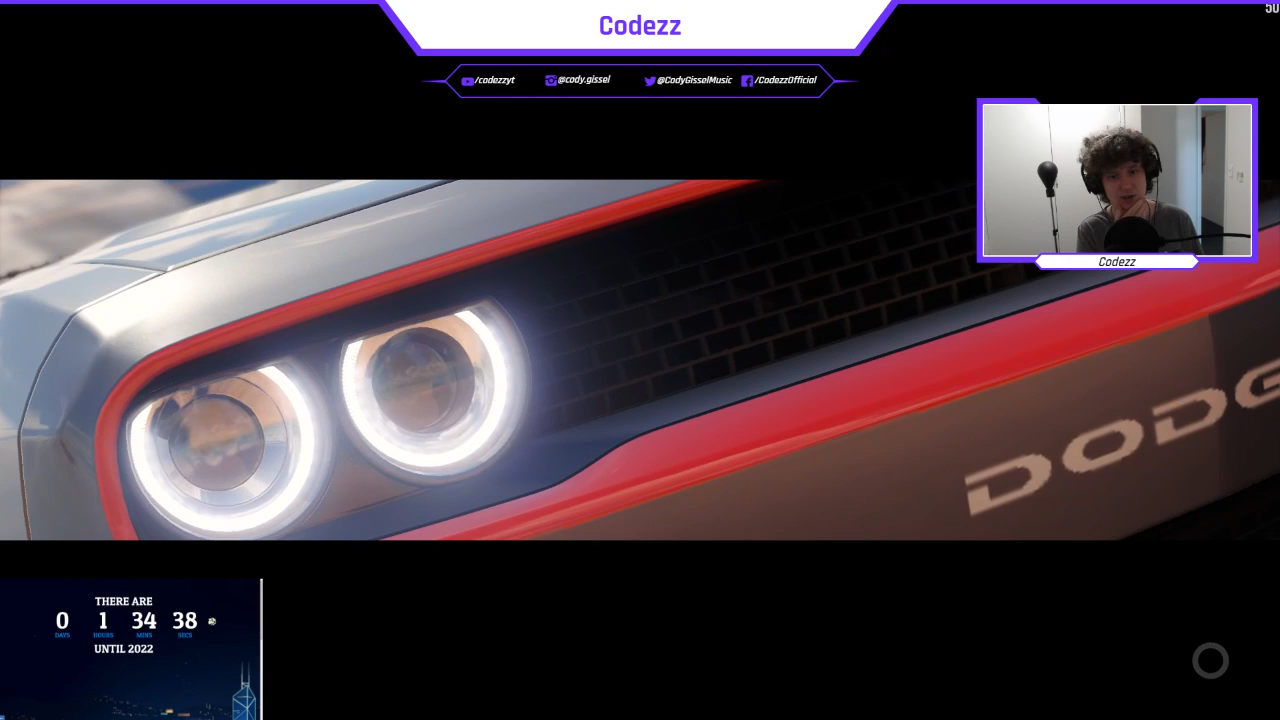 50
Codezz
/codezzyt @cody.gissel @CodyGisselMusic /CodezzOfficial
Codezz
DODG
THERE ARE
0 1 34 38
DAYS HOURS MINS SECS
UNTIL 2022